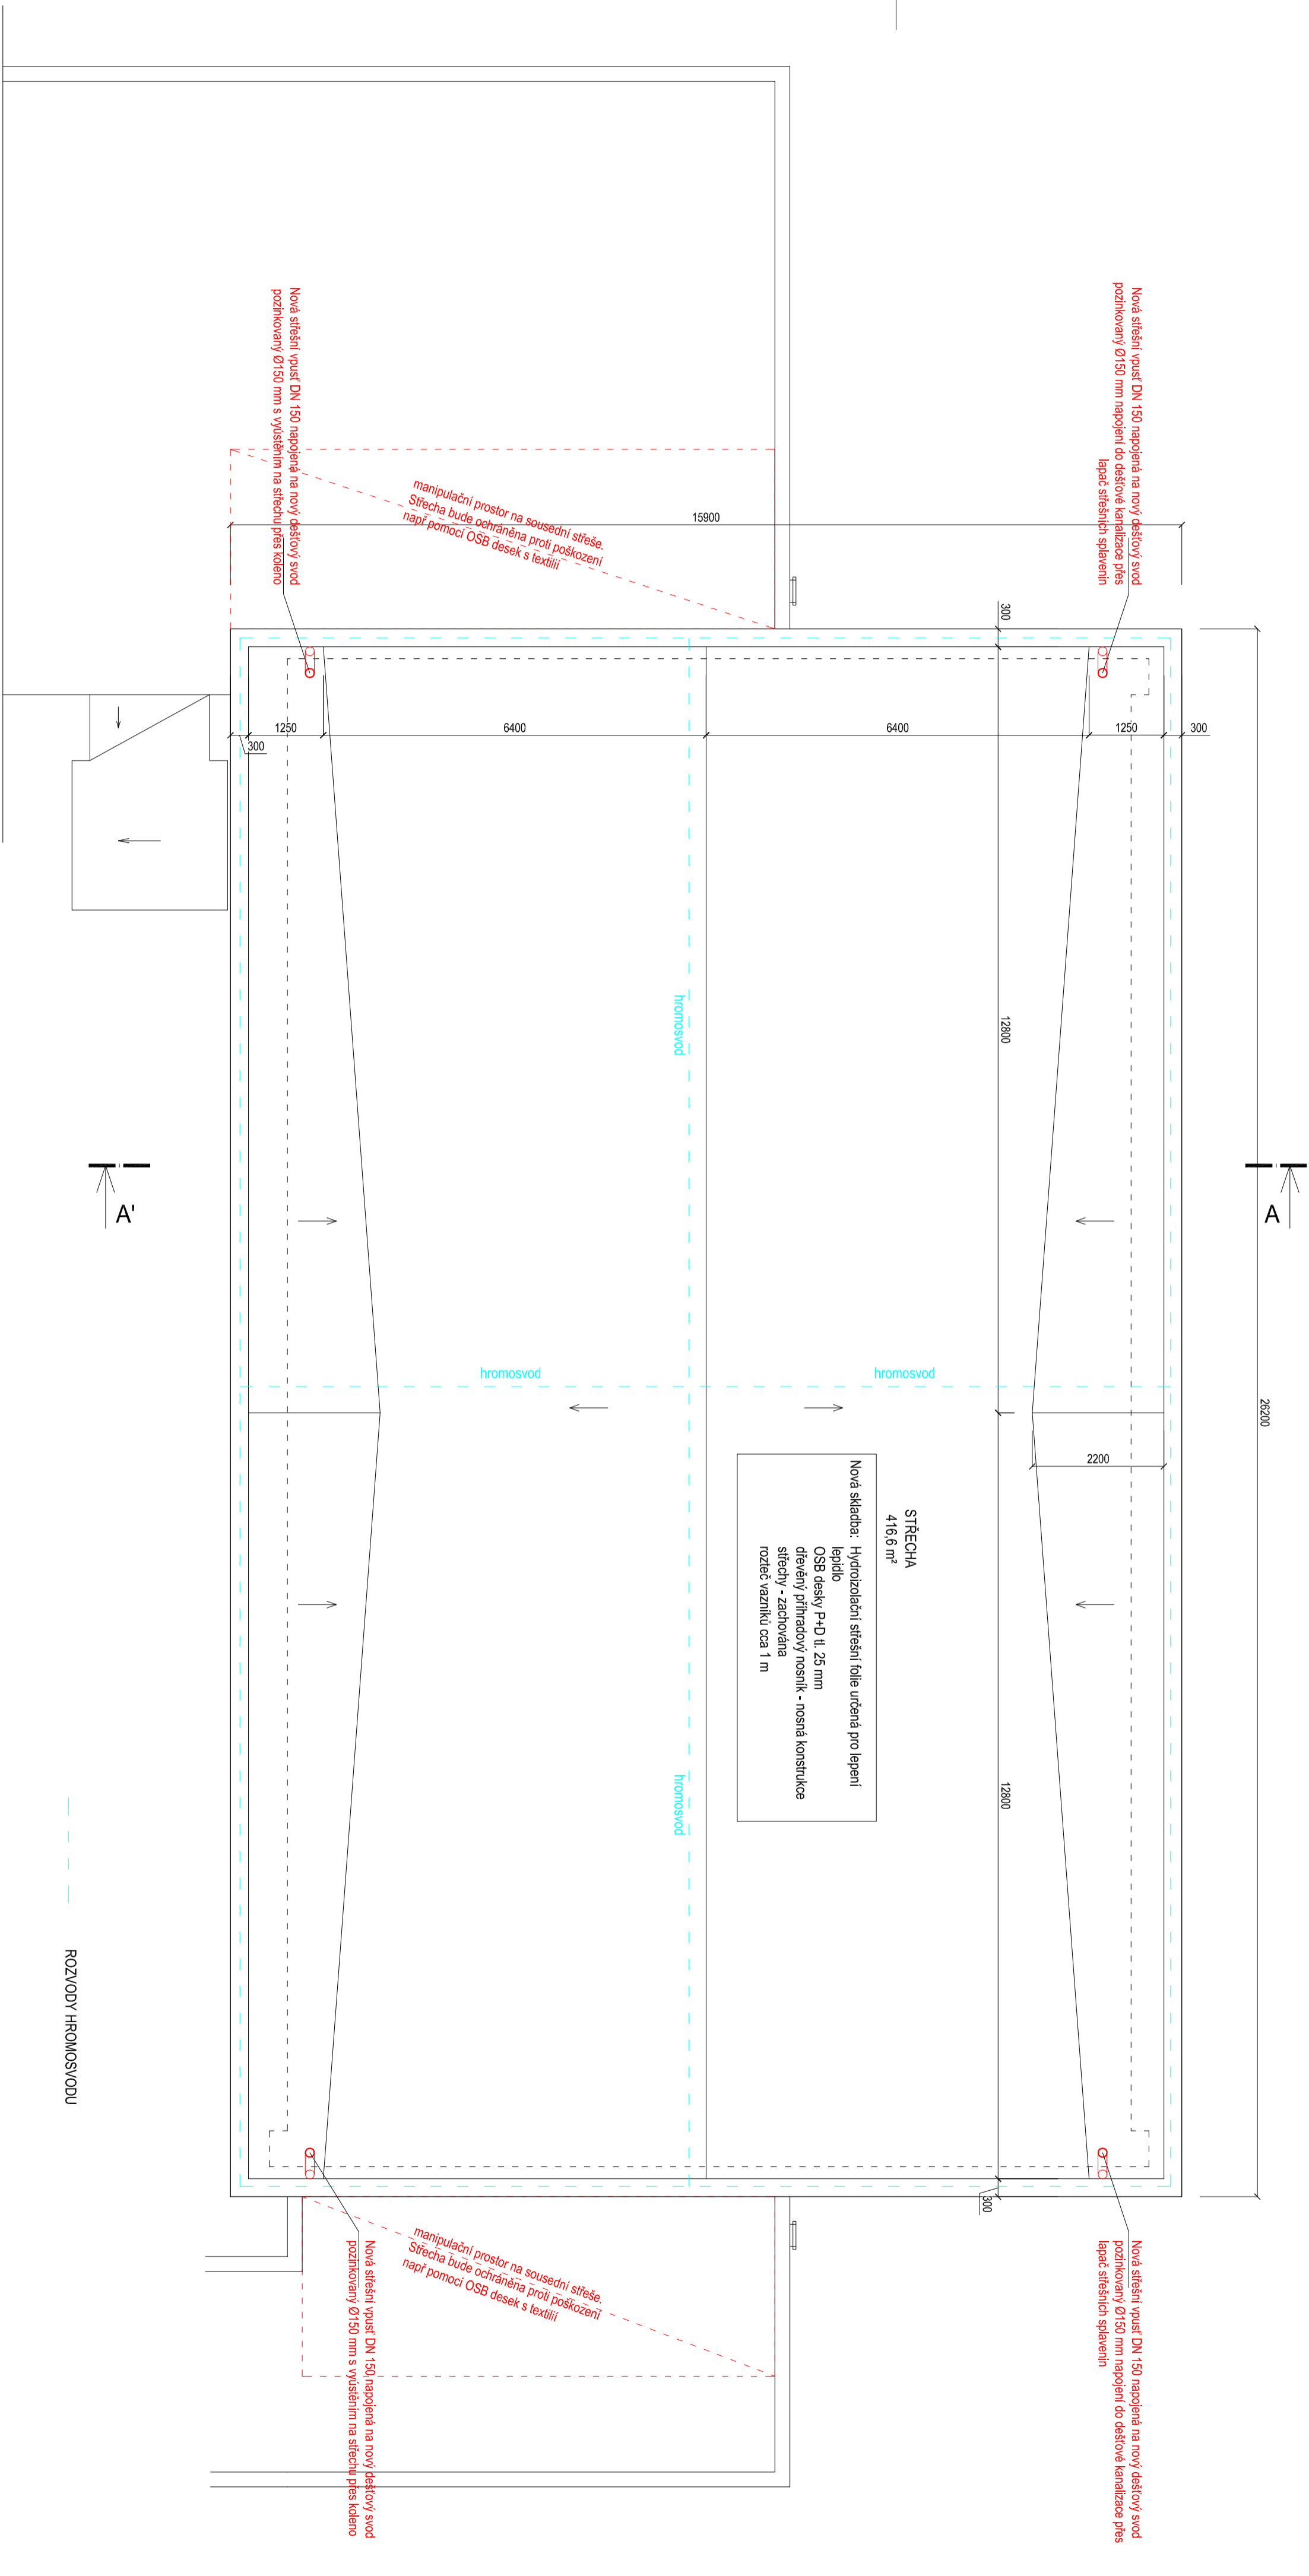 Nová střešní vpusť DN 150 napojená na nový dešťový svod
pozinkovaný Ø150 mm napojení do dešťové kanalizace přes
lapač střešních splavenin
Nová střešní vpusť DN 150 napojená na nový dešťový svod
pozinkovaný Ø150 mm s vyústěním na střechu přes koleno
manipulační prostor na sousední střeše.
Střecha bude ochráněna proti poškození
např pomocí OSB desek s textilií
15900
300
1250
6400
6400
1250
300
300
12800
hromosvod
A'
A
hromosvod
hromosvod
26200
2200
STŘECHA
416,6 m²
Nová skladba: Hydroizolační střešní folie určená pro lepení
lepidlo
OSB desky P+D tl. 25 mm
dřevěný příhradový nosník - nosná konstrukce
střechy - zachována
rozteč vazníků cca 1 m
12800
hromosvod
300
ROZVODY HROMOSVODU
manipulační prostor na sousední střeše.
Střecha bude ochráněna proti poškození
např pomocí OSB desek s textilií
Nová střešní vpusť DN 150 napojená na nový dešťový svod
pozinkovaný Ø150 mm napojení do dešťové kanalizace přes
lapač střešních splavenin
Nová střešní vpusť DN 150 napojená na nový dešťový svod
pozinkovaný Ø150 mm s vyústěním na střechu přes koleno